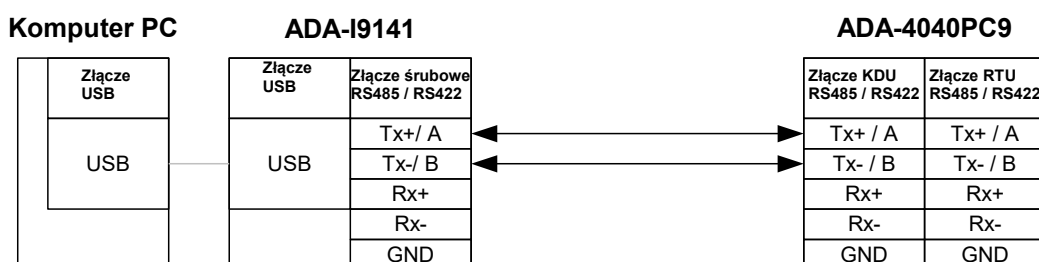 Komputer PC
ADA-I9141
ADA-4040PC9
Złącze
USB
Złącze
USB
Złącze śrubowe
RS485 / RS422
Złącze KDU
RS485 / RS422
Złącze RTU
RS485 / RS422
USB
USB
Tx+/ A
Tx-/ B
Rx+
Rx-
GND
Tx+ / A
Tx+ / A
Tx- / B
Tx- / B
Rx+
Rx+
Rx-
Rx-
GND
GND